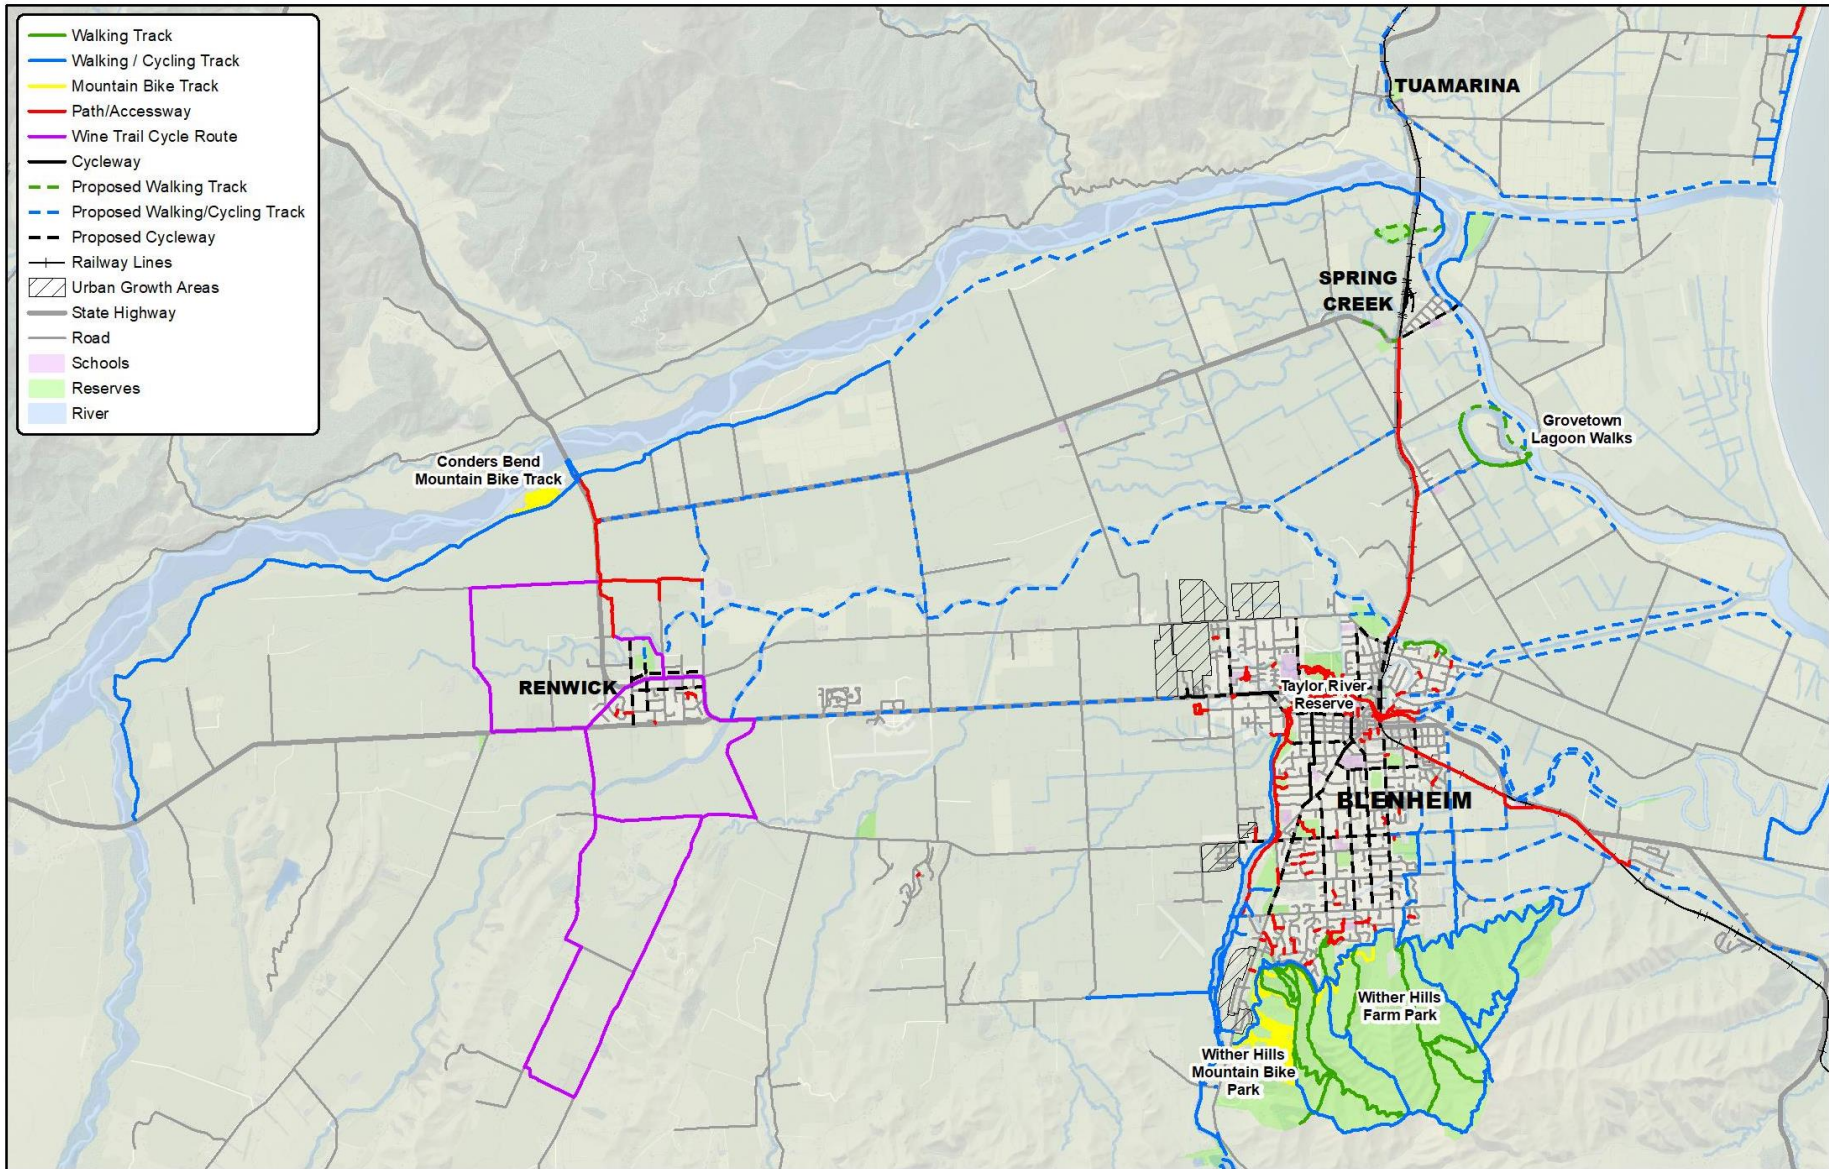 Walking Track
Walking / Cycling Track
Mountain Bike Track
Path/Accessway
Wine Trail Cycle Route
Cycleway
Proposed Walking Track
Proposed Walking/Cycling Track
Proposed Cycleway
Railway Lines
Urban Growth Areas
State Highway
Road
Schools
Reserves
River
TUAMARINA
SPRING
CREEK
Grovetown
Lagoon Walks
Conders Bend
Mountain Bike Track
RENWICK
Taylor River
Reserve
BLENHEIM
Wither Hills
Farm Park
Wither Hills
Mountain Bike
Park